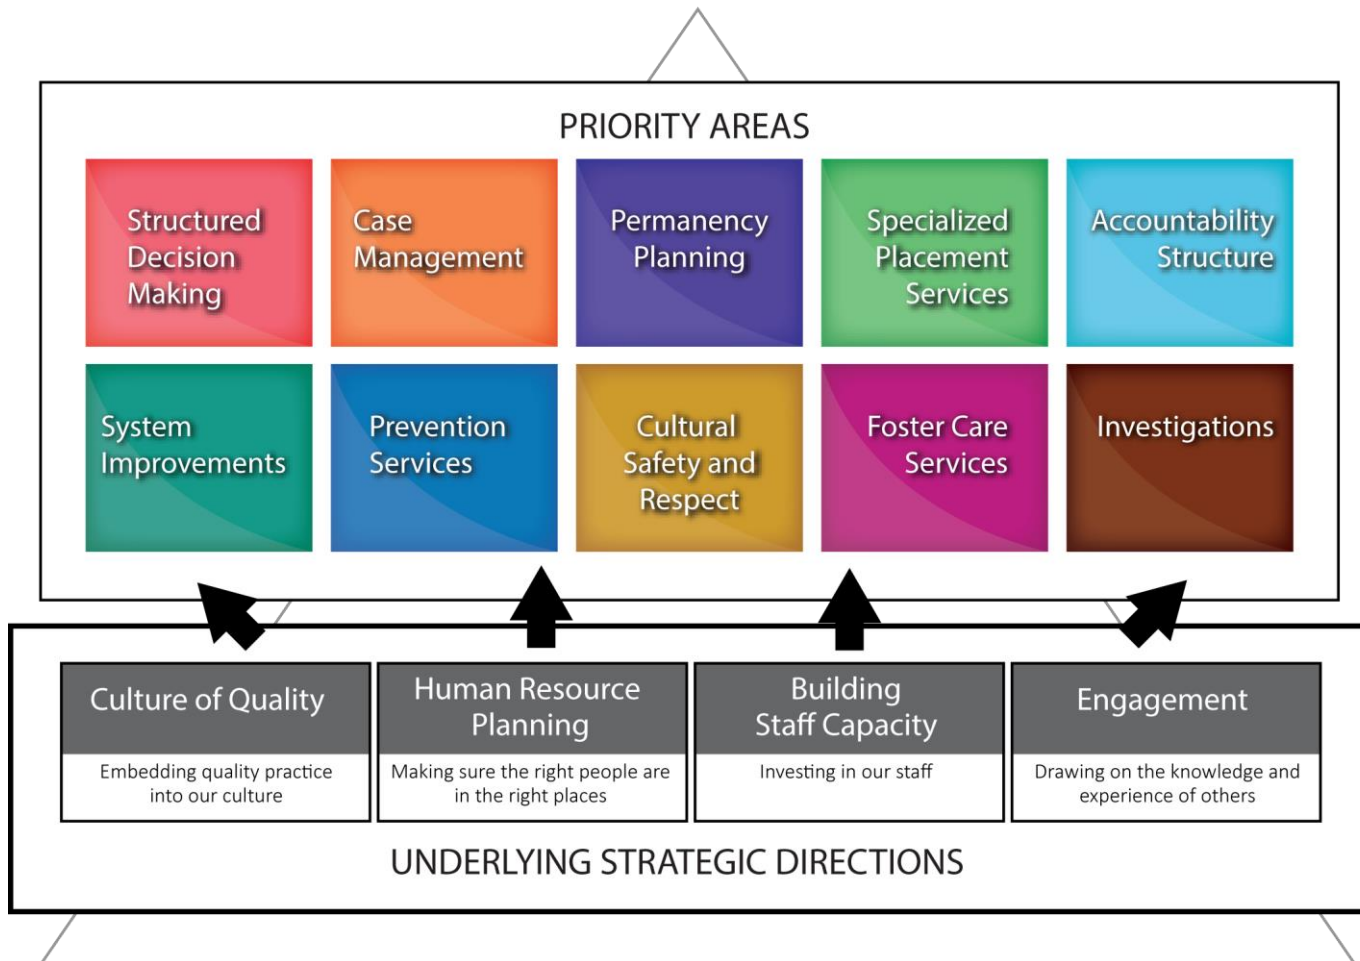 PRIORITY AREAS
Structured
Decision
Making
Case
Management
Permanency
Planning
Specialized
Placement
Services
Accountability
Structure
System
Improvements
Prevention
Services
Cultural
Safety and
Respect
Foster Care
Services
Investigations
Culture of Quality
Embedding quality practice
into our culture
Human Resource
Planning
Making sure the right people are
in the right places
Building
Staff Capacity
Investing in our staff
Engagement
Drawing on the knowledge and
experience of others
UNDERLYING STRATEGIC DIRECTIONS